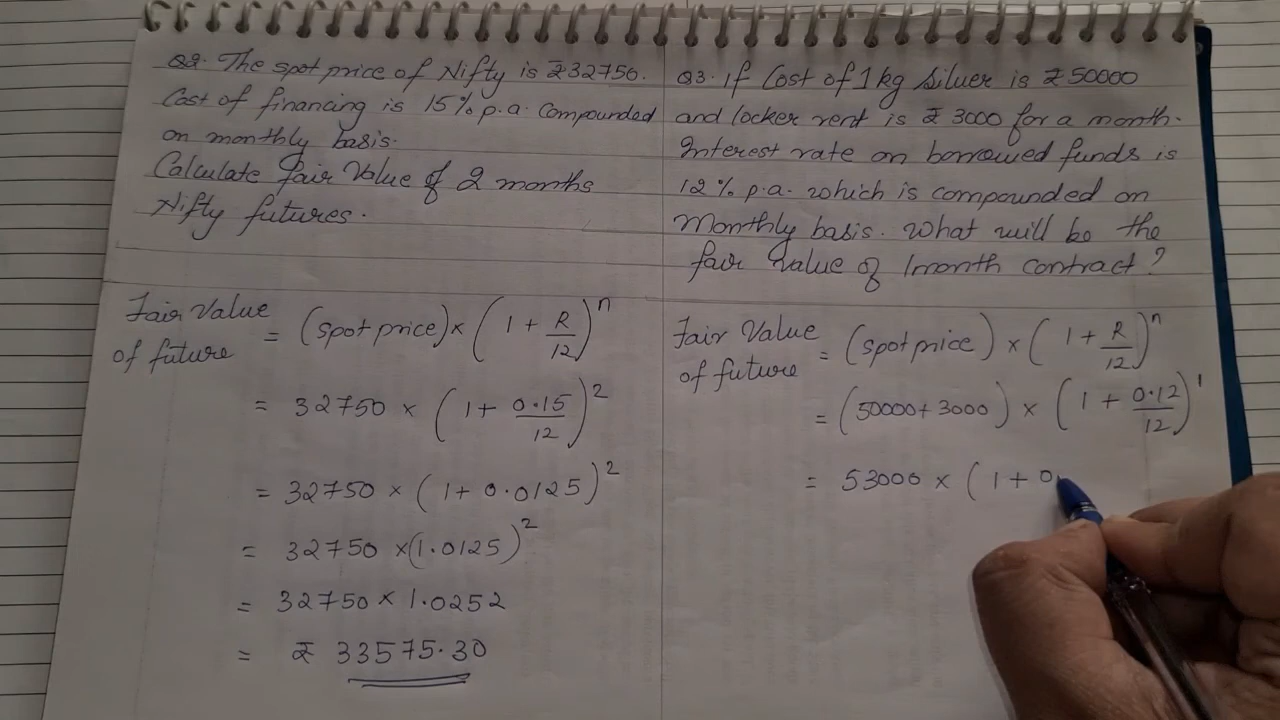 Q2. The spot price of Nifty is ₹32750.
Cost of financing is 15% p.a. compounded
on monthly basis.
Calculate fair Value of 2 months
Nifty futures.
Fair Value
of future
= (spot price) × (1 + R/12)^n
= 32750 × (1 + 0.15/12)^2
= 32750 × (1 + 0.0125)^2
= 32750 × (1.0125)^2
= 32750 × 1.0252
= ₹ 33575.30
Q3. If Cost of 1 kg Silver is ₹50000
and locker rent is ₹ 3000 for a month.
Interest rate on borrowed funds is
12% p.a. which is compounded on
Monthly basis. What will be the
fair Value of 1month contract?
Fair Value
of future
= (spot price) × (1 + R/12)^n
= (50000 + 3000) × (1 + 0.12/12)^1
= 53000 × (1 + 0.